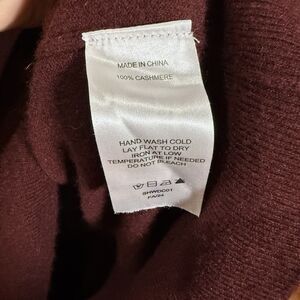 MADE IN CHINA
100% CASHMERE
HAND WASH COLD
LAY FLAT TO DRY
IRON AT LOW
TEMPERATURE IF NEEDED
DO NOT BLEACH
SHWDC01